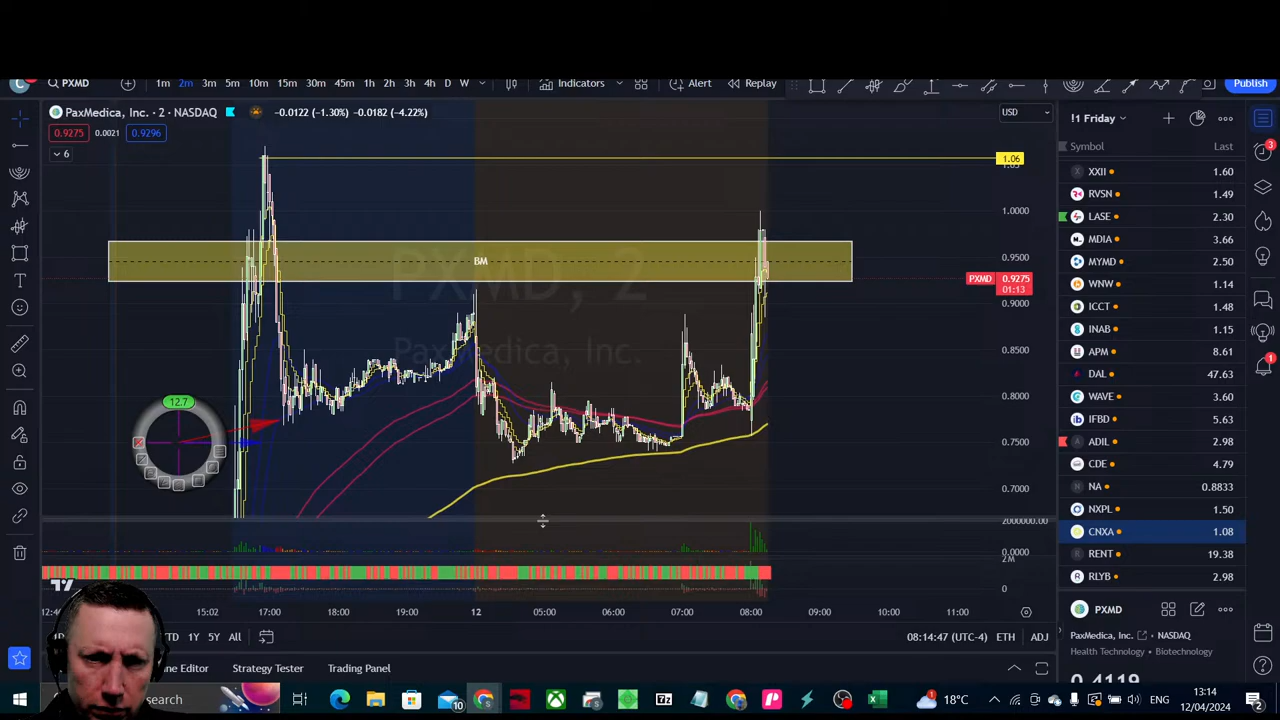 PXMD
1m 2m 3m 5m 10m 15m 30m 45m 1h 2h 3h 4h D W
Indicators
Alert
Replay
Publish
PaxMedica, Inc. · 2 · NASDAQ
-0.0122 (-1.30%) -0.0182 (-4.22%)
0.9275 0.0021 0.9296
6
USD
1.06
1.0000
0.9500
PXMD 0.9275
01:13
0.9000
0.8500
0.8000
0.7500
0.7000
2000000.00
0.0000
2M
0
BM
PXMD, 2
PaxMedica, Inc.
12.7
15:02 17:00 18:00 19:00 12 05:00 06:00 07:00 08:00 09:00 10:00 11:00
1Y 5Y All
08:14:47 (UTC-4) ETH ADJ
Strategy Tester
Trading Panel
!1 Friday
Symbol Last
XXII 1.60
RVSN 1.49
LASE 2.30
MDIA 3.66
MYMD 2.50
WNW 1.14
ICCT 1.48
INAB 1.15
APM 8.61
DAL 47.63
WAVE 3.60
IFBD 5.63
ADIL 2.98
CDE 4.79
NA 0.8833
NXPL 1.50
CNXA 1.08
RENT 19.38
RLYB 2.98
PXMD
PaxMedica, Inc. NASDAQ
Health Technology · Biotechnology
0.4119
3
1
10
18°C
ENG
13:14
12/04/2024
2